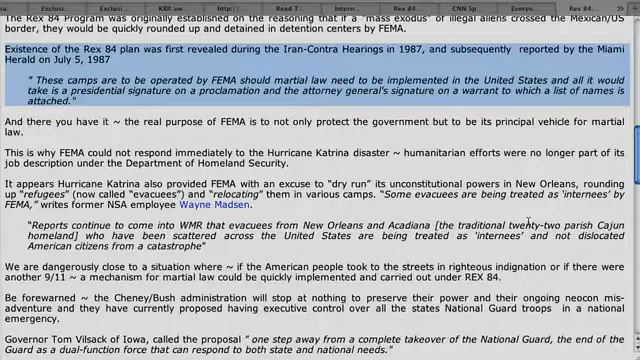 Exclusi
Exclusi
KBR sw
http://
Read T
Intern...
Rex 84
CNN Sp
Everyo
Rex 84...
The Rex 84 Program was originally established on the reasoning that if a "mass exodus" of illegal aliens crossed the Mexican/US
border, they would be quickly rounded up and detained in detention centers by FEMA.
Existence of the Rex 84 plan was first revealed during the Iran-Contra Hearings in 1987, and subsequently reported by the Miami
Herald on July 5, 1987
" These camps are to be operated by FEMA should martial law need to be implemented in the United States and all it would
take is a presidential signature on a proclamation and the attorney general's signature on a warrant to which a list of names is
attached."
And there you have it ~ the real purpose of FEMA is to not only protect the government but to be its principal vehicle for martial
law.
This is why FEMA could not respond immediately to the Hurricane Katrina disaster ~ humanitarian efforts were no longer part of its
job description under the Department of Homeland Security.
It appears Hurricane Katrina also provided FEMA with an excuse to "dry run" its unconstitutional powers in New Orleans, rounding
up "refugees" (now called "evacuees") and "relocating" them in various camps. "Some evacuees are being treated as 'internees' by
FEMA," writes former NSA employee Wayne Madsen.
"Reports continue to come into WMR that evacuees from New Orleans and Acadiana [the traditional twenty-two parish Cajun
homeland] who have been scattered across the United States are being treated as 'internees' and not dislocated
American citizens from a catastrophe"
We are dangerously close to a situation where ~ if the American people took to the streets in righteous indignation or if there were
another 9/11 ~ a mechanism for martial law could be quickly implemented and carried out under REX 84.
Be forewarned ~ the Cheney/Bush administration will stop at nothing to preserve their power and their ongoing neocon mis-
adventure and they have currently proposed having executive control over all the states National Guard troops in a national
emergency.
Governor Tom Vilsack of Iowa, called the proposal " one step away from a complete takeover of the National Guard, the end of the
Guard as a dual-function force that can respond to both state and national needs."